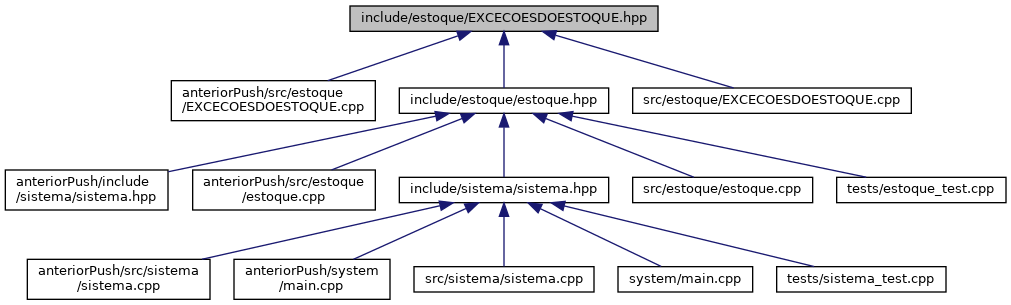 include/estoque/EXCECOESDOESTOQUE.hpp
anteriorPush/src/estoque
/EXCECOESDOESTOQUE.cpp
include/estoque/estoque.hpp
src/estoque/EXCECOESDOESTOQUE.cpp
anteriorPush/include
/sistema/sistema.hpp
anteriorPush/src/estoque
/estoque.cpp
include/sistema/sistema.hpp
src/estoque/estoque.cpp
tests/estoque_test.cpp
anteriorPush/src/sistema
/sistema.cpp
anteriorPush/system
/main.cpp
src/sistema/sistema.cpp
system/main.cpp
tests/sistema_test.cpp